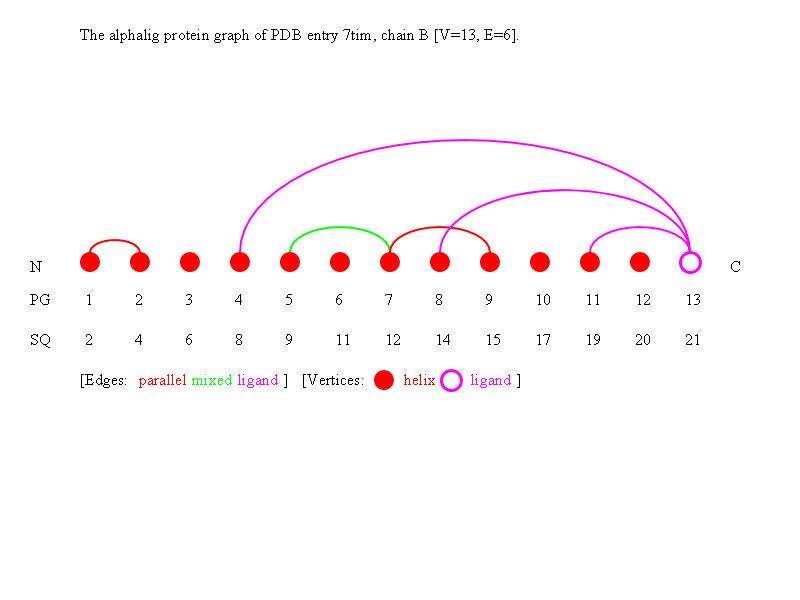 The alphalig protein graph of PDB entry 7tim, chain B [V=13, E=6].
N C
PG 1 2 3 4 5 6 7 8 9 10 11 12 13
SQ 2 4 6 8 9 11 12 14 15 17 19 20 21
[Edges: parallel mixed ligand ] [Vertices: helix ligand ]